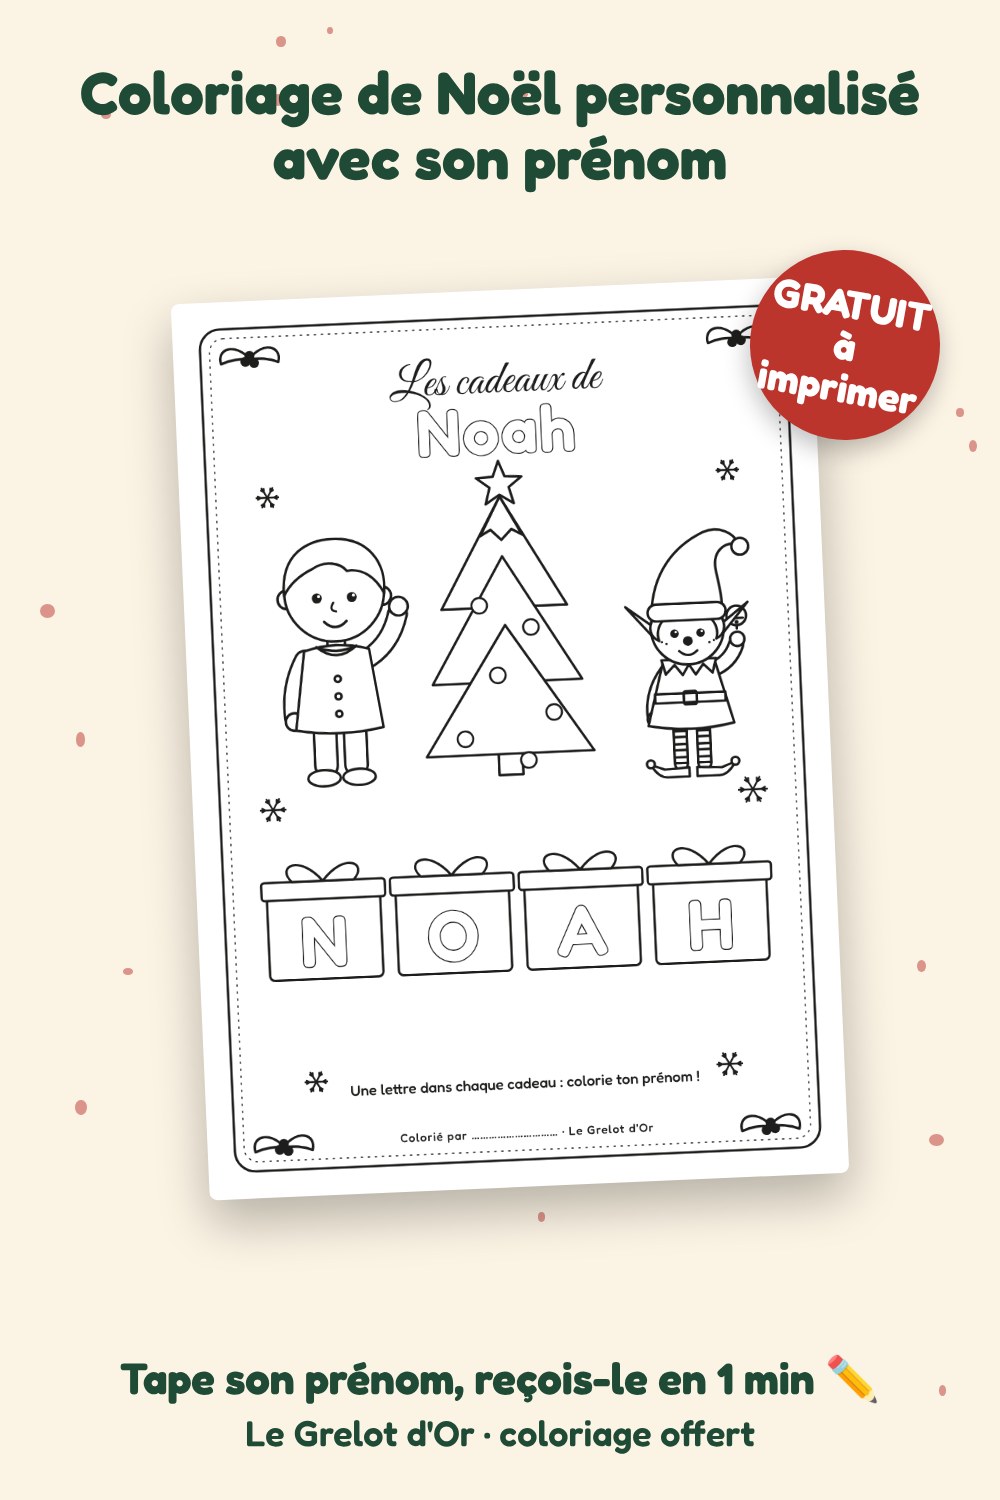 Coloriage de Noël personnalisé
avec son prénom
GRATUIT
à
imprimer
Les cadeaux de
Noah
N O A H
Une lettre dans chaque cadeau : colorie ton prénom !
Colorié par .............................. · Le Grelot d'Or
Tape son prénom, reçois-le en 1 min ✏️
Le Grelot d'Or · coloriage offert